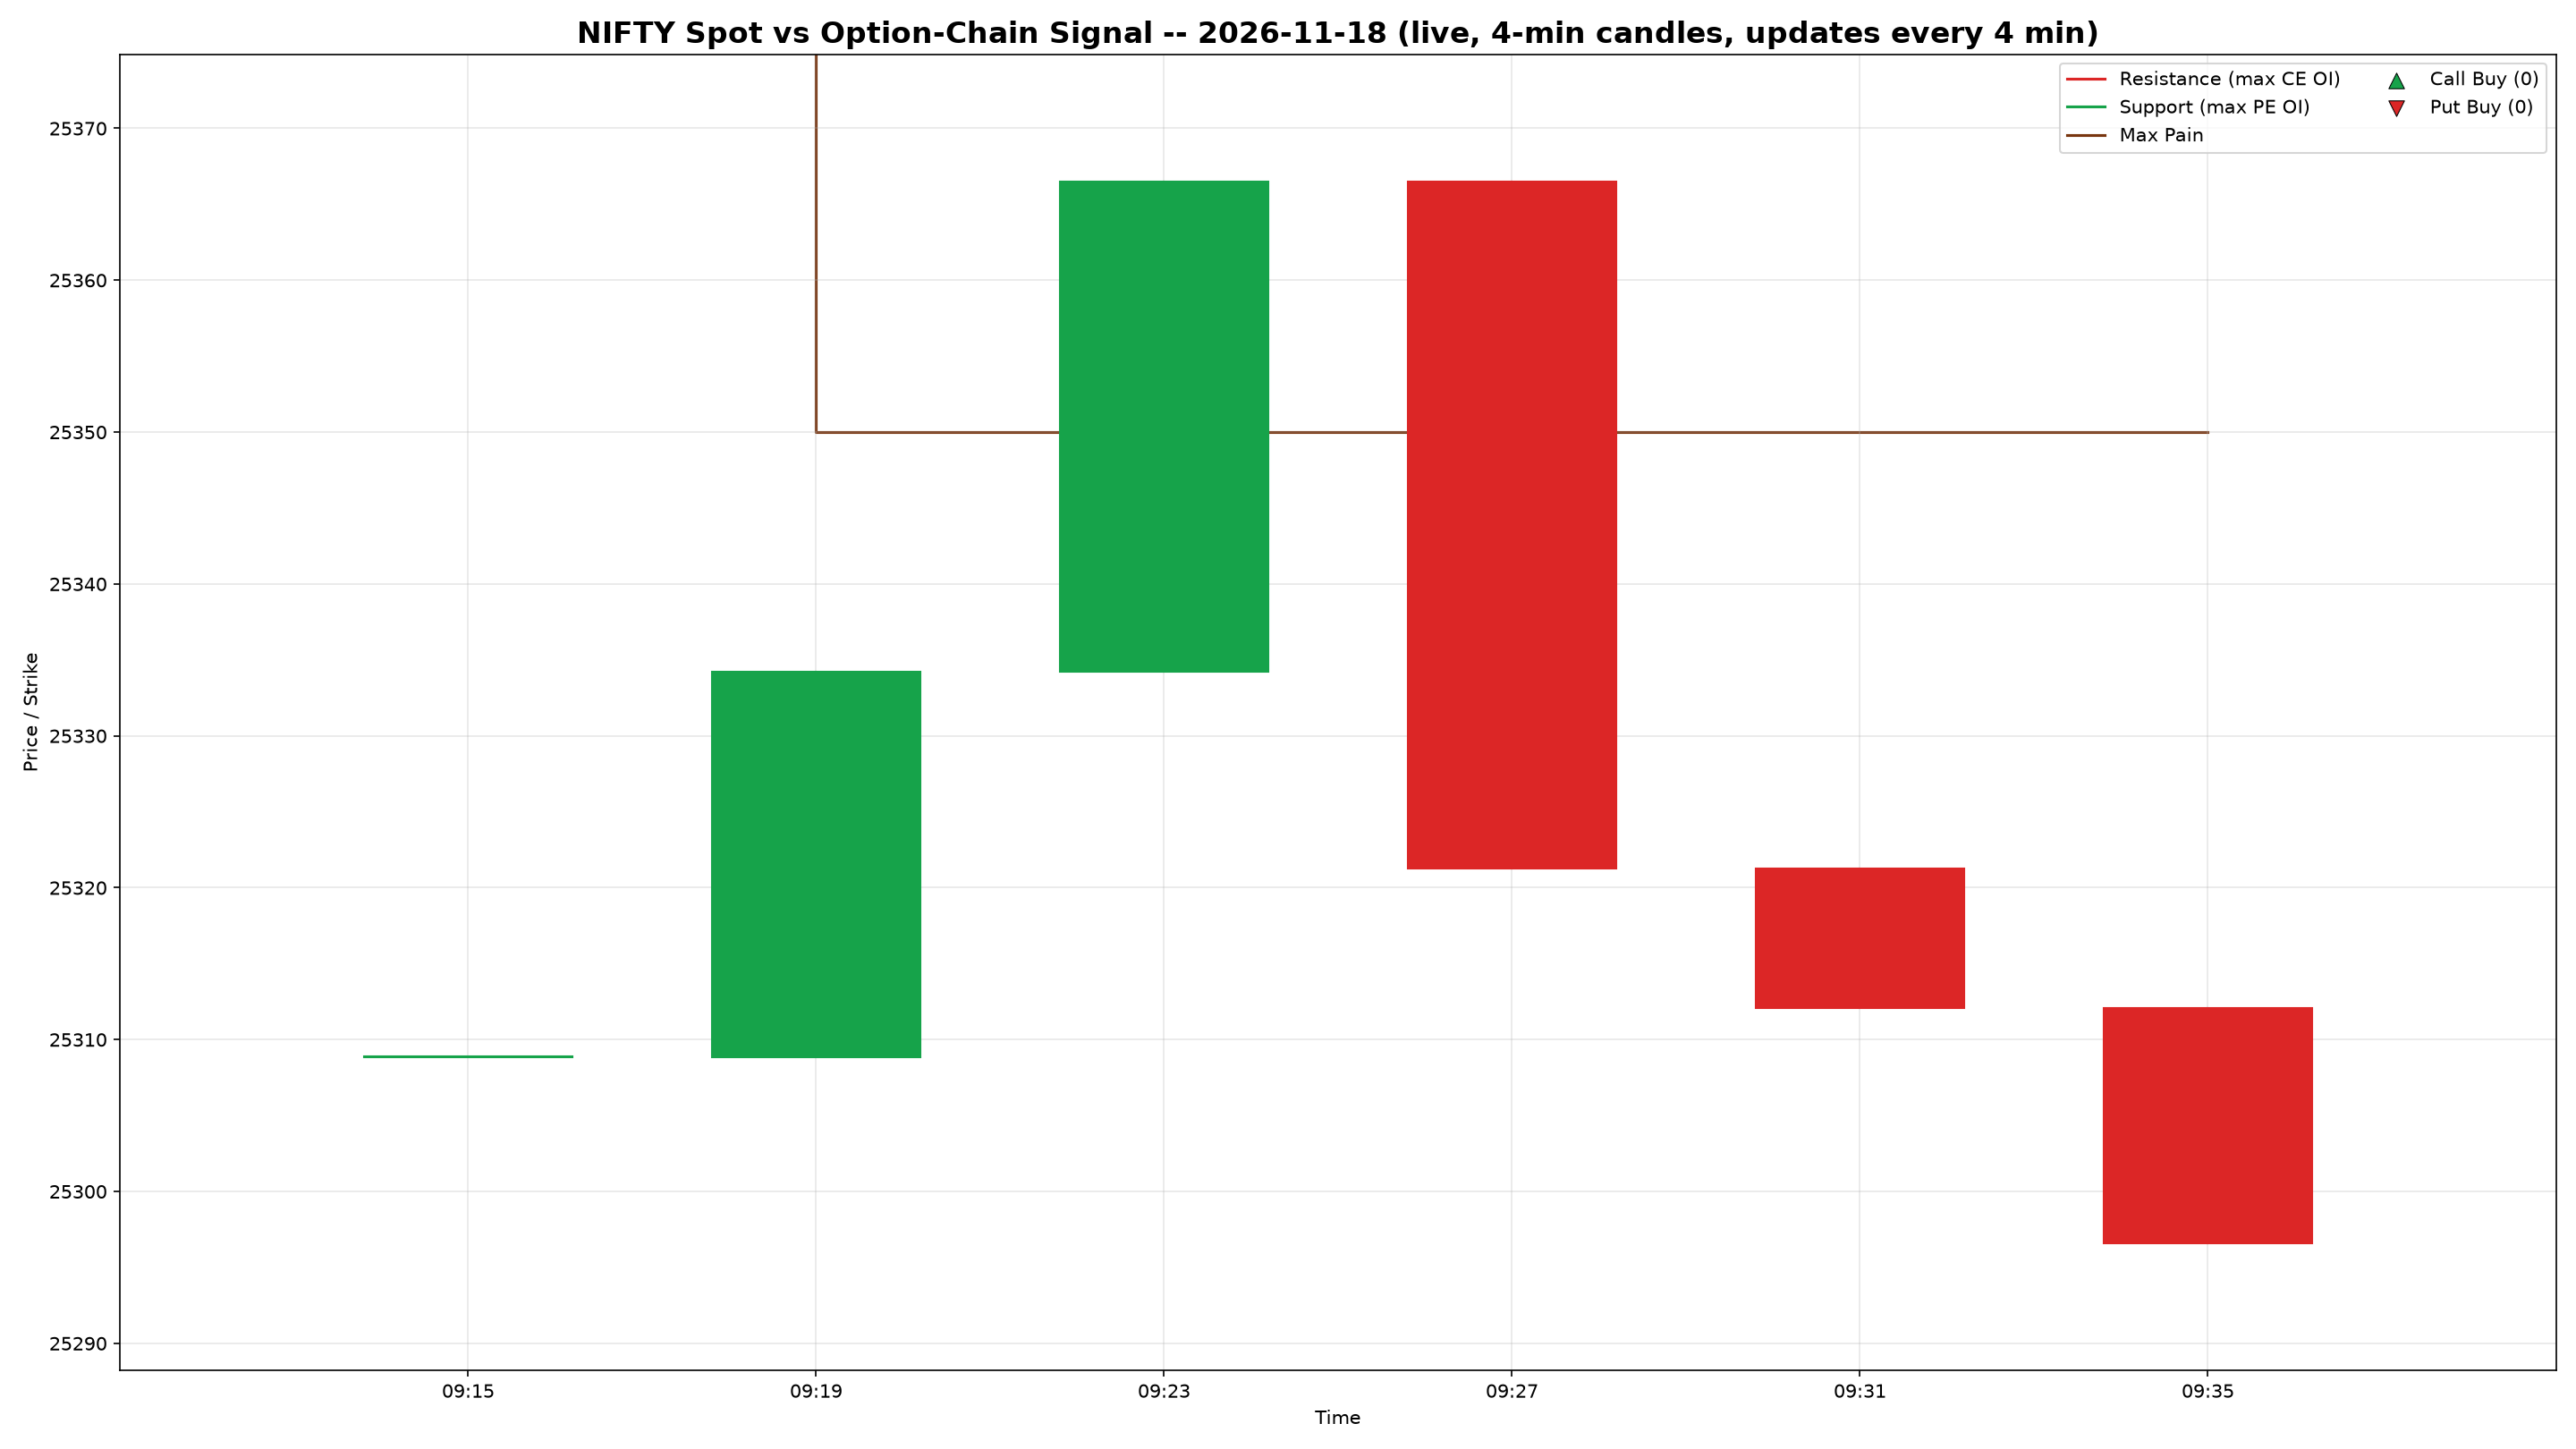 NIFTY Spot vs Option-Chain Signal -- 2026-11-18 (live, 4-min candles, updates every 4 min)
Resistance (max CE OI)
Support (max PE OI)
Max Pain
Call Buy (0)
Put Buy (0)
Price / Strike
25370
25360
25350
25340
25330
25320
25310
25300
25290
09:15
09:19
09:23
09:27
09:31
09:35
Time